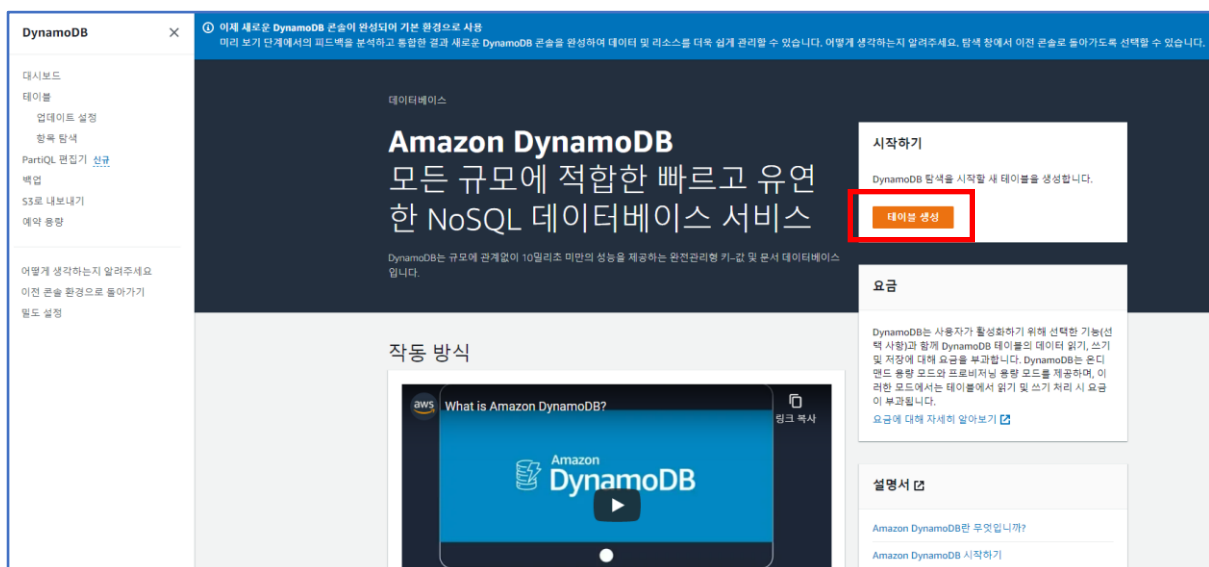 DynamoDB
대시보드
테이블
업데이트 설정
항목 탐색
PartiQL 편집기 신규
백업
S3로 내보내기
예약 용량
어떻게 생각하는지 알려주세요
이전 콘솔 환경으로 돌아가기
밀도 설정
이제 새로운 DynamoDB 콘솔이 완성되어 기본 환경으로 사용
미리 보기 단계에서의 피드백을 분석하고 통합한 결과 새로운 DynamoDB 콘솔을 완성하여 데이터 및 리소스를 더욱 쉽게 관리할 수 있습니다. 어떻게 생각하는지 알려주세요. 탐색 창에서 이전 콘솔로 돌아가도록 선택할 수 있습니다.
데이터베이스
Amazon DynamoDB
모든 규모에 적합한 빠르고 유연
한 NoSQL 데이터베이스 서비스
DynamoDB는 규모에 관계없이 10밀리초 미만의 성능을 제공하는 완전관리형 키-값 및 문서 데이터베이스
입니다.
시작하기
DynamoDB 탐색을 시작할 새 테이블을 생성합니다.
테이블 생성
요금
DynamoDB는 사용자가 활성화하기 위해 선택한 기능(선
택 사항)과 함께 DynamoDB 테이블의 데이터 읽기, 쓰기
및 저장에 대해 요금을 부과합니다. DynamoDB는 온디
맨드 용량 모드와 프로비저닝 용량 모드를 제공하며, 이
러한 모드에서는 테이블에서 읽기 및 쓰기 처리 시 요금
이 부과됩니다.
요금에 대해 자세히 알아보기
설명서
Amazon DynamoDB란 무엇입니까?
Amazon DynamoDB 시작하기
작동 방식
aws What is Amazon DynamoDB?
링크 복사
Amazon
DynamoDB